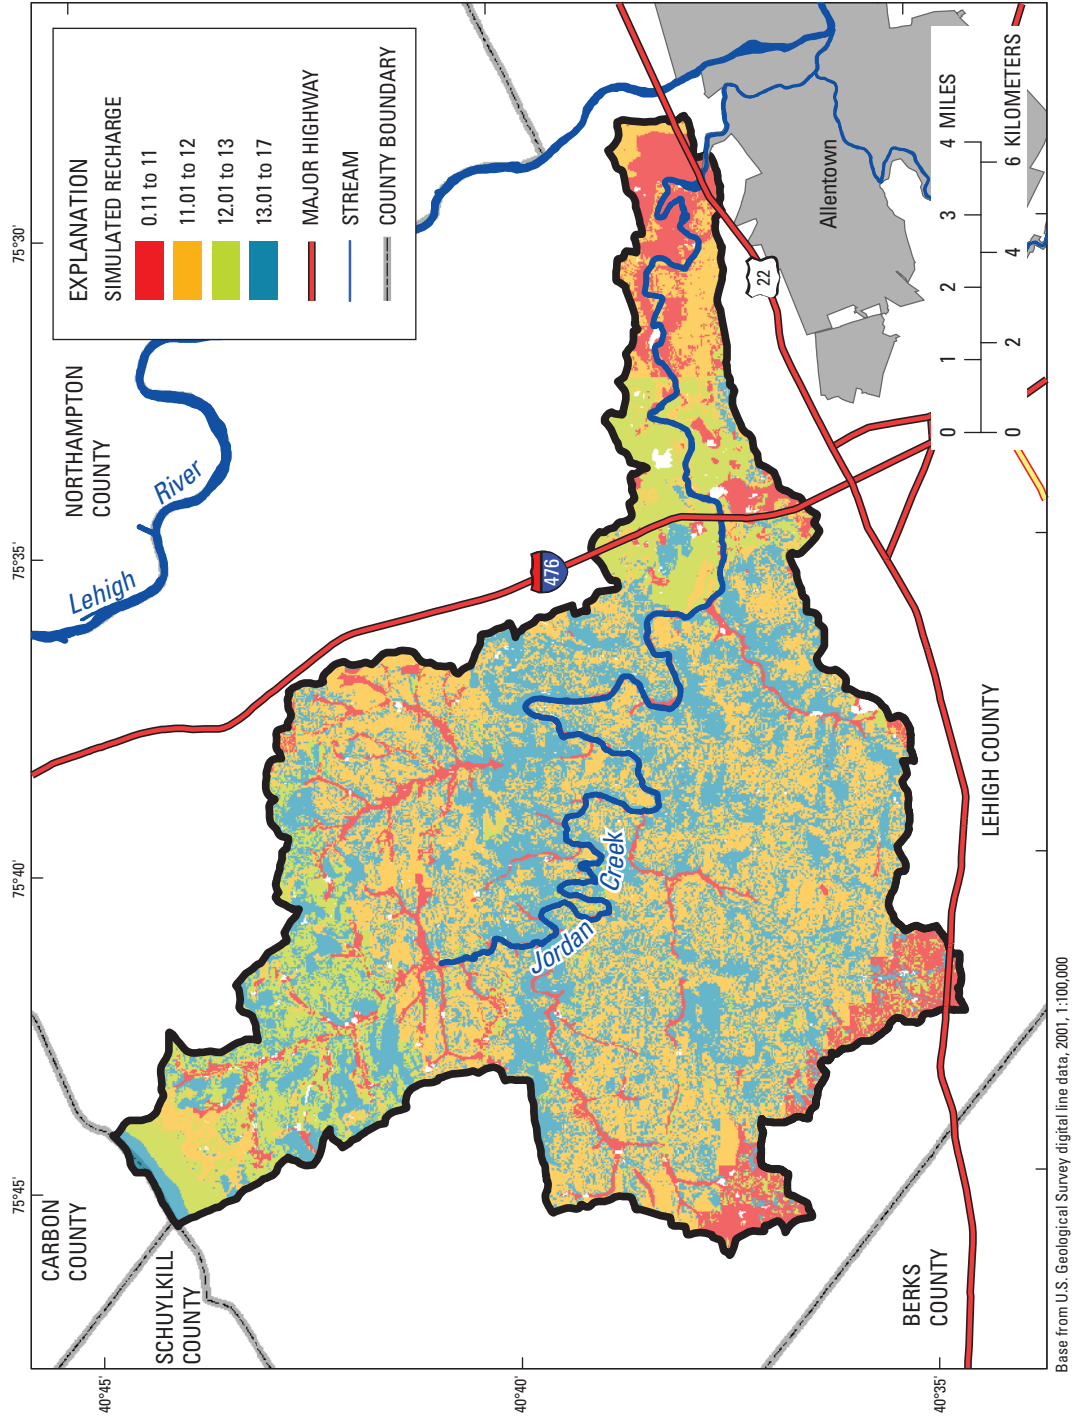 EXPLANATION
SIMULATED RECHARGE
0.11 to 11
11.01 to 12
12.01 to 13
13.01 to 17
MAJOR HIGHWAY
STREAM
COUNTY BOUNDARY
75°45'
75°40'
75°35'
75°30'
40°45'
40°40'
40°35'
CARBON
COUNTY
SCHUYLKILL
COUNTY
NORTHAMPTON
COUNTY
Lehigh
River
476
Jordan
Creek
22
Allentown
LEHIGH COUNTY
BERKS
COUNTY
0 1 2 3 4 MILES
0 2 4 6 KILOMETERS
Base from U.S. Geological Survey digital line data, 2001, 1:100,000